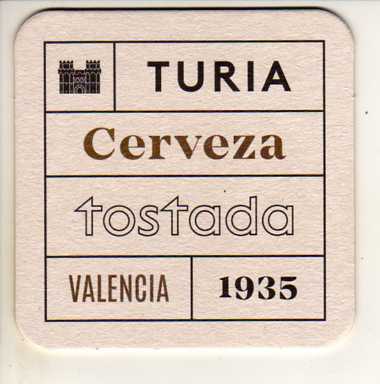 TURIA
Cerveza
tostada
VALENCIA 1935